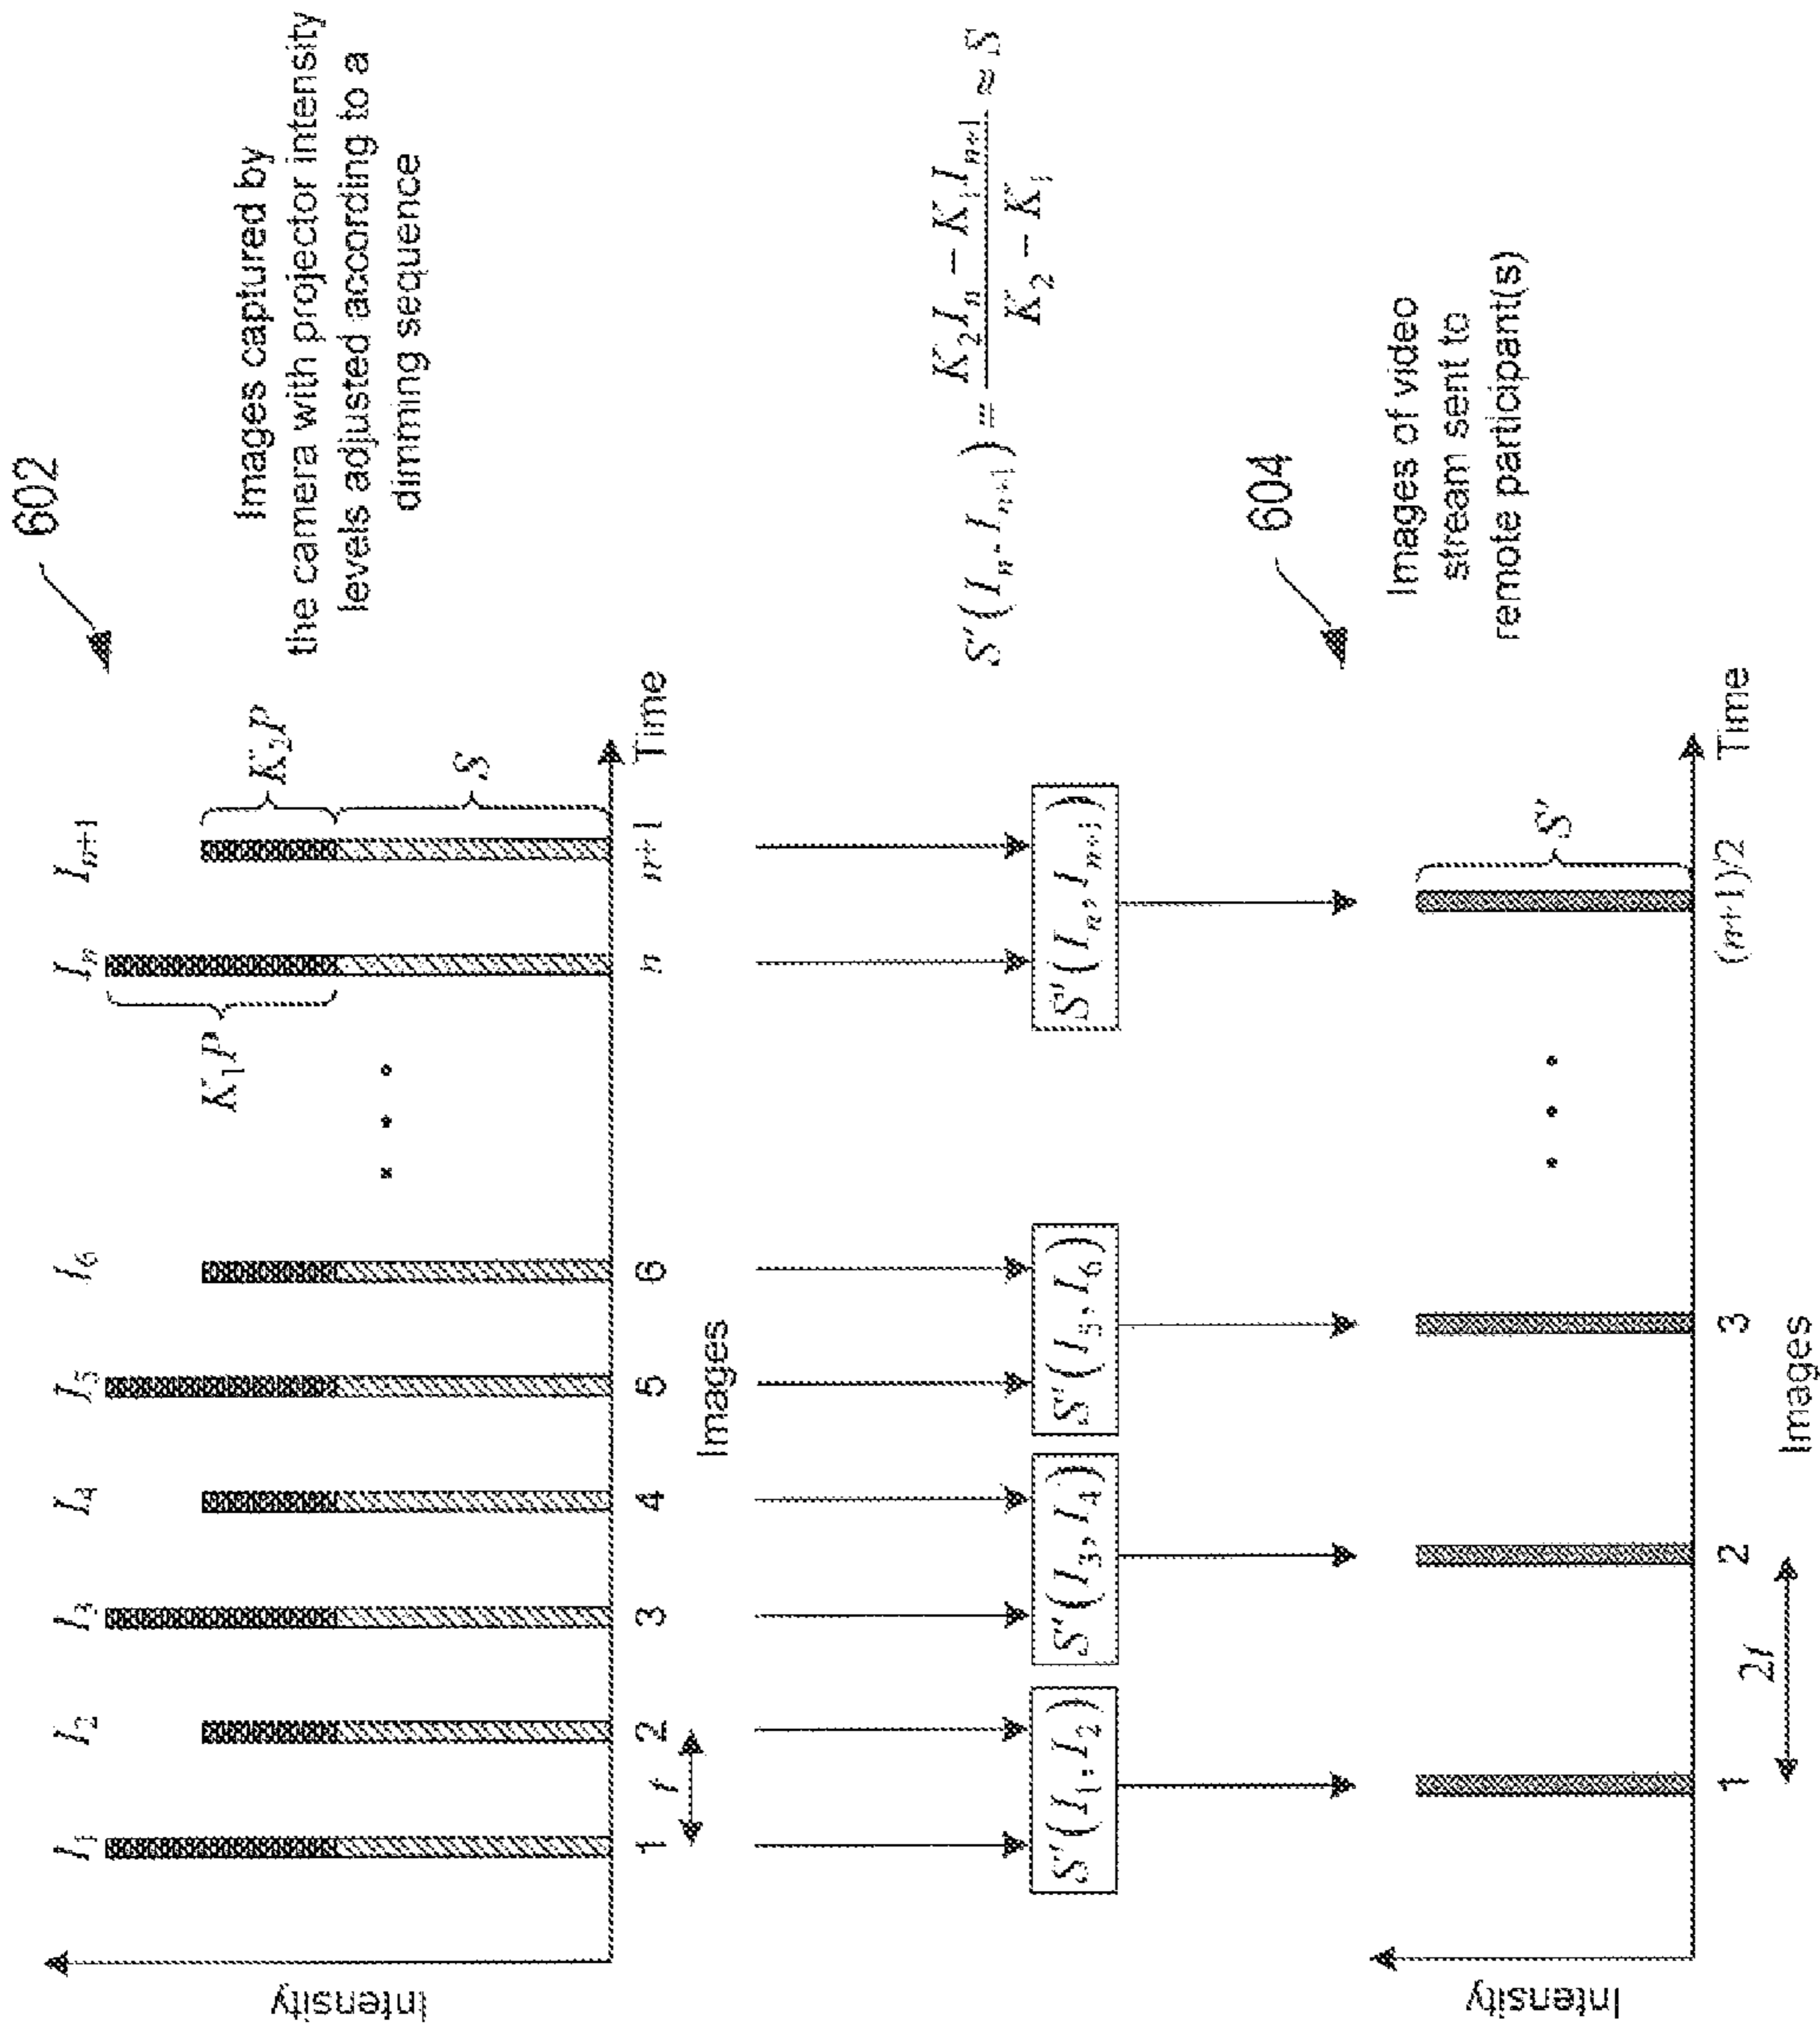 602
Images captured by
the camera with projector intensity
levels adjusted according to a
dimming sequence
I₁ I₂ I₃ I₄ I₅ I₆ Iₙ Iₙ₊₁
K₁P
K₂P
S
Intensity
1 2 3 4 5 6 n n+1 Time
t
Images
S'(Iₙ, Iₙ₊₁) = (K₂Iₙ − K₁Iₙ₊₁) / (K₂ − K₁) ≈ S
S'(I₁, I₂) S'(I₃, I₄) S'(I₅, I₆) S'(Iₙ, Iₙ₊₁)
604
Images of video
stream sent to
remote participant(s)
S'
Intensity
1 2 3 (n+1)/2 Time
2t
Images